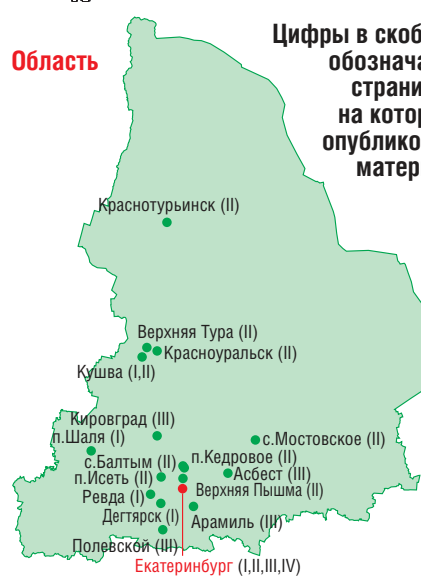 Область
Цифры в скоб
обознача
страни
на котор
опублико
матер
Краснотурьинск (II)
Верхняя Тура (II)
Красноуральск (II)
Кушва (I,II)
Кировград (III)
п.Шаля (I)
с.Мостовское (II)
с.Балтым (II)
п.Кедровое (II)
п.Исеть (II)
Асбест (III)
Ревда (I)
Верхняя Пышма (II)
Дегтярск (I)
Арамиль (III)
Полевской (III)
Екатеринбург (I,II,III,IV)